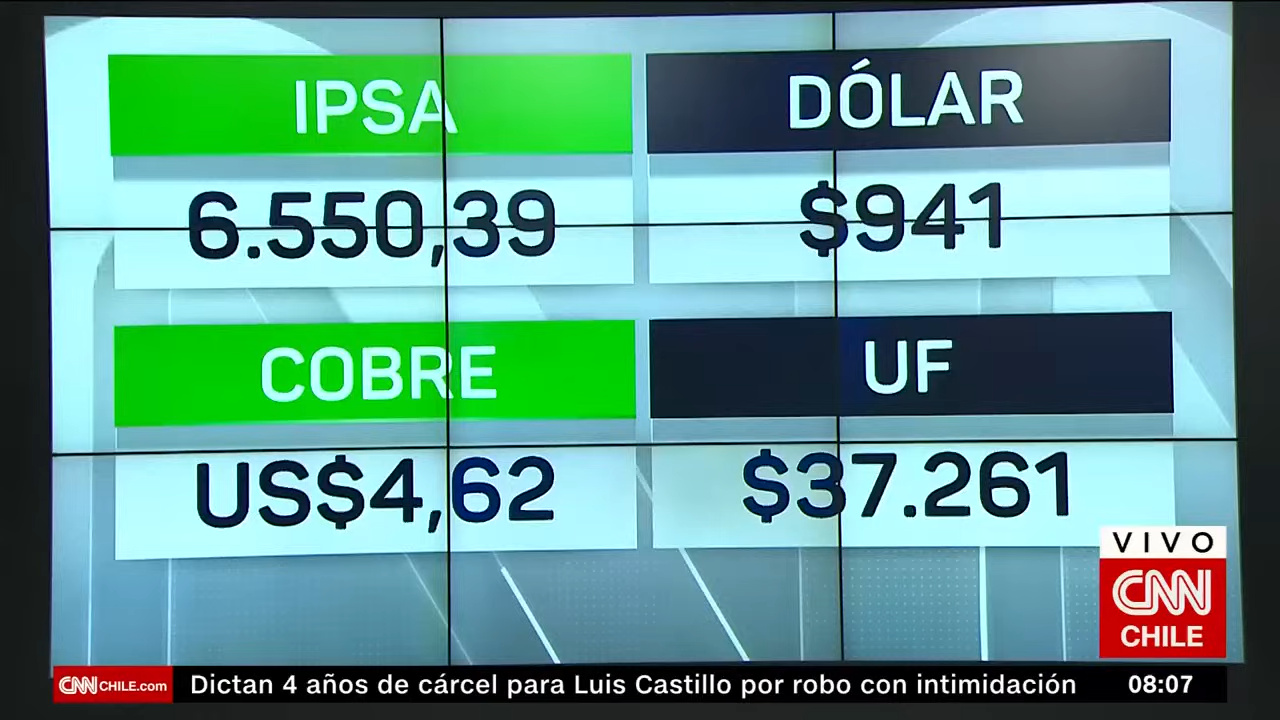 IPSA
DÓLAR
6.550,39
$941
COBRE
UF
US$4,62
$37.261
VIVO
CNN
CHILE
CNNCHILE.com
Dictan 4 años de cárcel para Luis Castillo por robo con intimidación
08:07